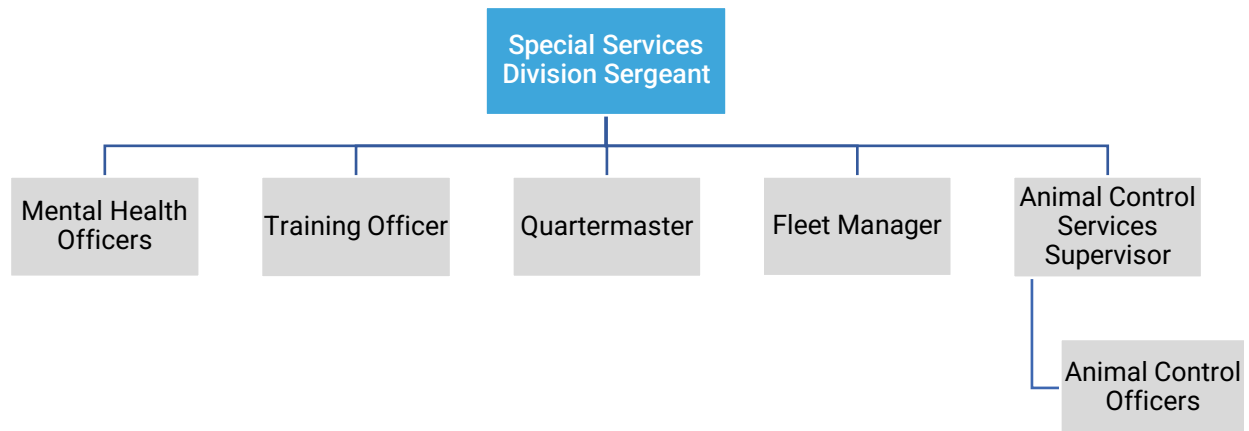 Special Services
Division Sergeant
Mental Health
Officers
Training Officer
Quartermaster
Fleet Manager
Animal Control
Services
Supervisor
Animal Control
Officers